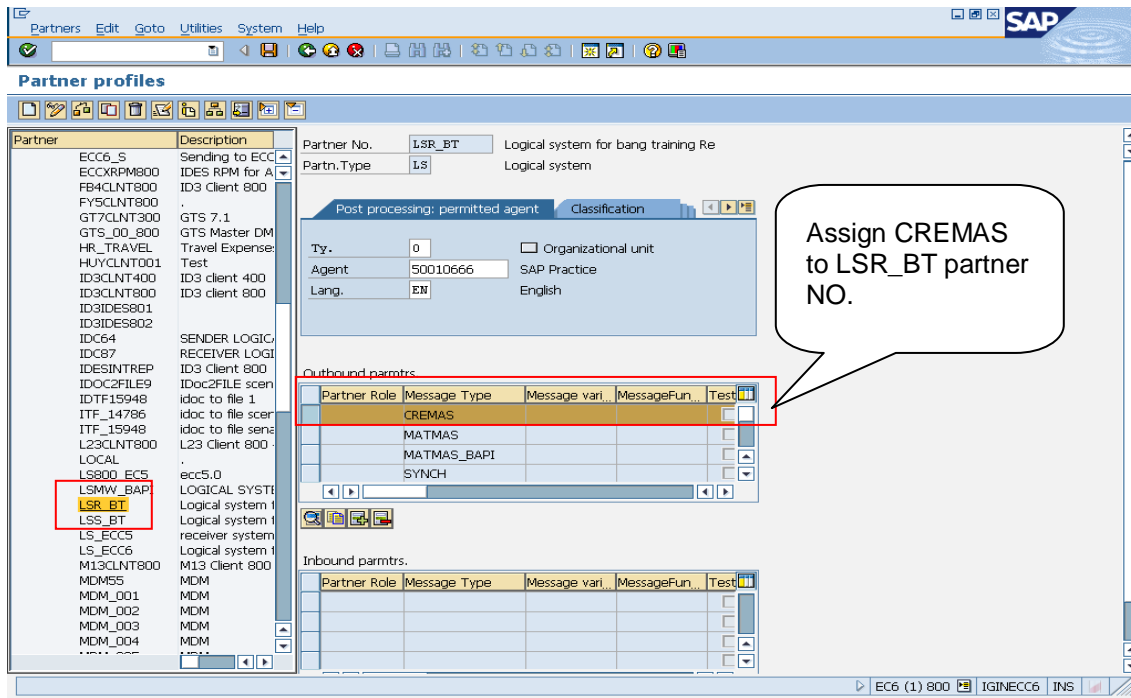 Partners Edit Goto Utilities System Help
SAP
Partner profiles
Partner Description
ECC6_S Sending to ECC
ECCXRPM800 IDES RPM for A
FB4CLNT800 ID3 Client 800
FY5CLNT800 .
GT7CLNT300 GTS 7.1
GTS_00_800 GTS Master DM
HR_TRAVEL Travel Expense:
HUYCLNT001 Test
ID3CLNT400 ID3 client 400
ID3CLNT800 ID3 client 800
ID3IDES801
ID3IDES802
IDC64 SENDER LOGIC
IDC87 RECEIVER LOGI
IDESINTREP ID3 Client 800
IDOC2FILE9 IDoc2FILE scen
IDTF15948 idoc to file 1
ITF_14786 idoc to file scer
ITF_15948 idoc to file sena
L23CLNT800 L23 Client 800 -
LOCAL .
LS800_EC5 ecc5.0
LSMW_BAPI LOGICAL SYSTE
LSR_BT Logical system f
LSS_BT Logical system f
LS_ECC5 receiver system
LS_ECC6 Logical system f
M13CLNT800 M13 Client 800
MDM55 MDM
MDM_001 MDM
MDM_002 MDM
MDM_003 MDM
MDM_004 MDM
Partner No. LSR_BT Logical system for bang training Re
Partn.Type LS Logical system
Post processing: permitted agent Classification
Ty. 0 Organizational unit
Agent 50010666 SAP Practice
Lang. EN English
Outbound parmtrs.
Partner Role Message Type Message vari... MessageFun... Test
CREMAS
MATMAS
MATMAS_BAPI
SYNCH
Inbound parmtrs.
Partner Role Message Type Message vari... MessageFun... Test
Assign CREMAS
to LSR_BT partner
NO.
EC6 (1) 800 IGINECC6 INS